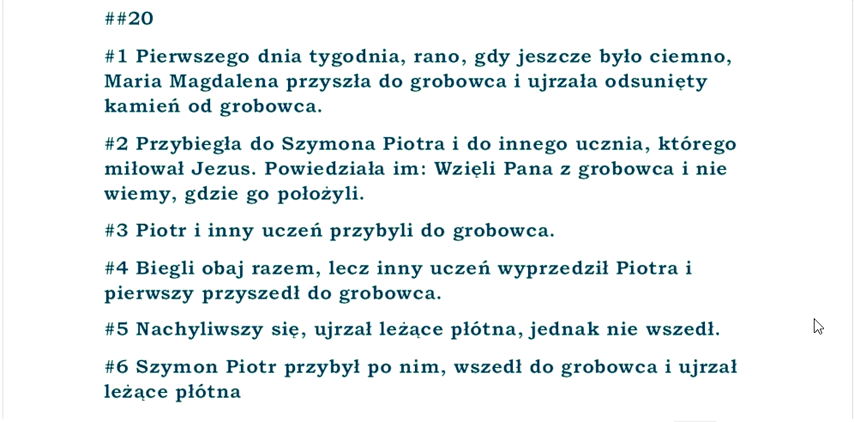 ##20
#1 Pierwszego dnia tygodnia, rano, gdy jeszcze było ciemno,
Maria Magdalena przyszła do grobowca i ujrzała odsunięty
kamień od grobowca.
#2 Przybiegła do Szymona Piotra i do innego ucznia, którego
miłował Jezus. Powiedziała im: Wzięli Pana z grobowca i nie
wiemy, gdzie go położyli.
#3 Piotr i inny uczeń przybyli do grobowca.
#4 Biegli obaj razem, lecz inny uczeń wyprzedził Piotra i
pierwszy przyszedł do grobowca.
#5 Nachyliwszy się, ujrzał leżące płótna, jednak nie wszedł.
#6 Szymon Piotr przybył po nim, wszedł do grobowca i ujrzał
leżące płótna